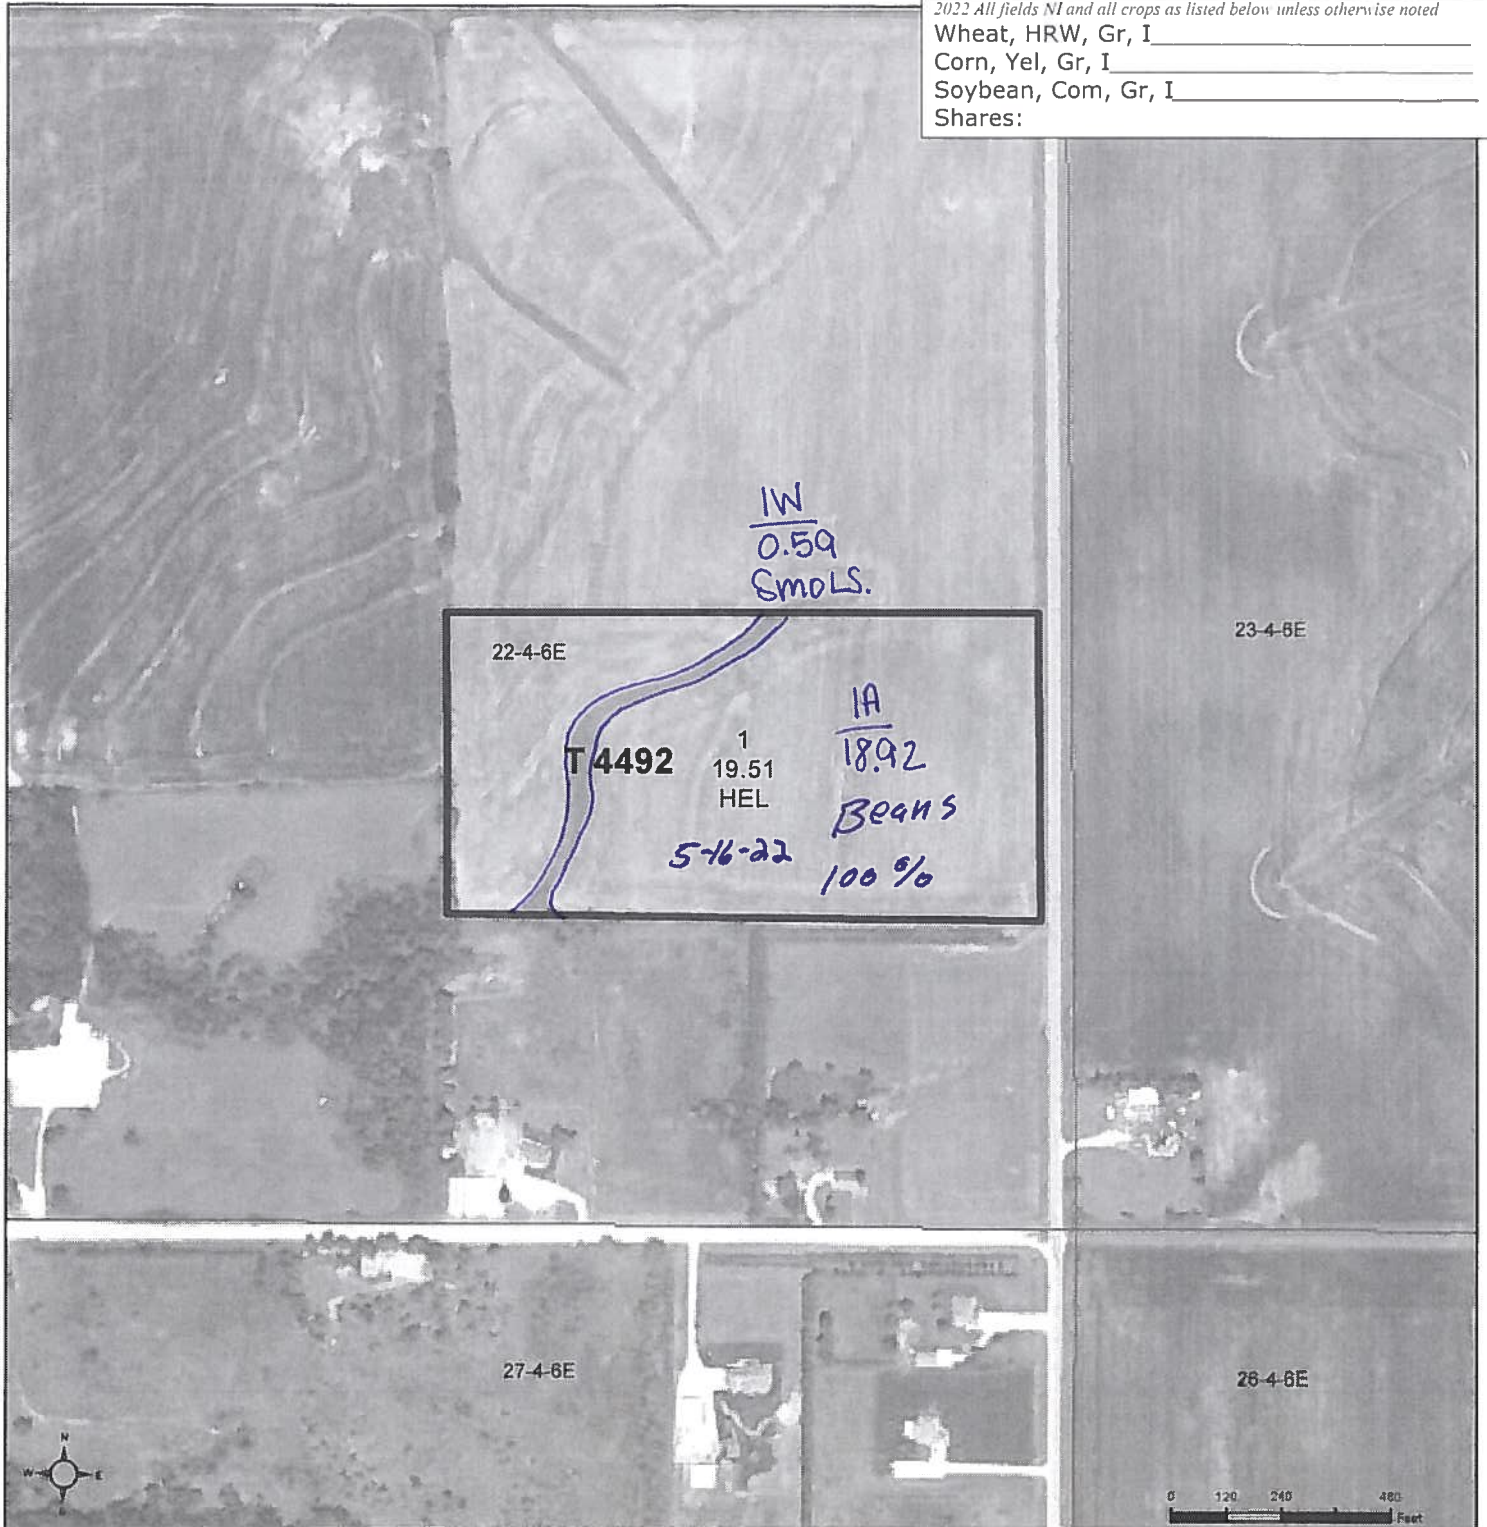 2022 All fields NI and all crops as listed below unless otherwise noted
Wheat, HRW, Gr, I
Corn, Yel, Gr, I
Soybean, Com, Gr, I
Shares:
1W
0.59
SmoLS.
22-4-6E
23-4-6E
1A
18.92
T 4492
1
19.51
HEL
Beans
5-16-22
100 %
27-4-6E
26-4-6E
N
W E
S
0 120 240 480
Feet